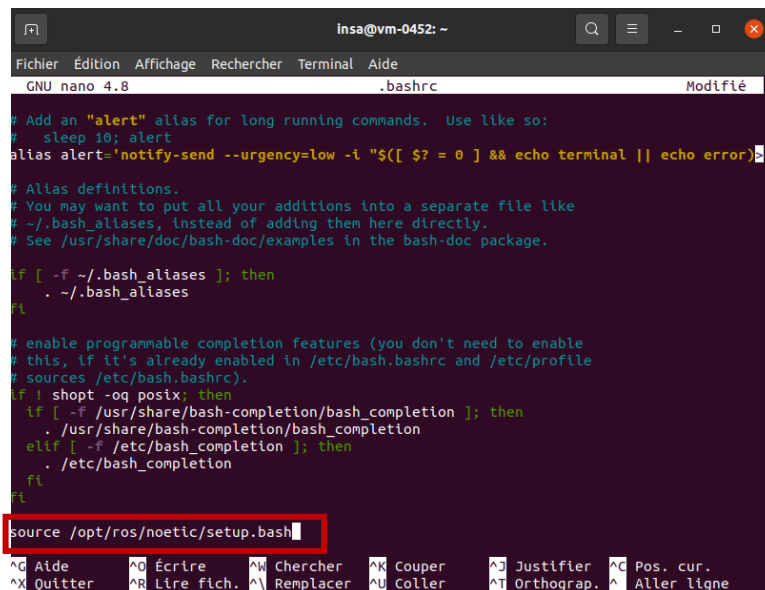 insa@vm-0452: ~
Fichier Édition Affichage Rechercher Terminal Aide
GNU nano 4.8 .bashrc Modifié
# Add an "alert" alias for long running commands.  Use like so:
#   sleep 10; alert
alias alert='notify-send --urgency=low -i "$([ $? = 0 ] && echo terminal || echo error)>
# Alias definitions.
# You may want to put all your additions into a separate file like
# ~/.bash_aliases, instead of adding them here directly.
# See /usr/share/doc/bash-doc/examples in the bash-doc package.
if [ -f ~/.bash_aliases ]; then
    . ~/.bash_aliases
fi
# enable programmable completion features (you don't need to enable
# this, if it's already enabled in /etc/bash.bashrc and /etc/profile
# sources /etc/bash.bashrc).
if ! shopt -oq posix; then
  if [ -f /usr/share/bash-completion/bash_completion ]; then
    . /usr/share/bash-completion/bash_completion
  elif [ -f /etc/bash_completion ]; then
    . /etc/bash_completion
  fi
fi
source /opt/ros/noetic/setup.bash
^G Aide ^O Écrire ^W Chercher ^K Couper ^J Justifier ^C Pos. cur.
^X Quitter ^R Lire fich. ^\ Remplacer ^U Coller ^T Orthograp. ^ Aller ligne